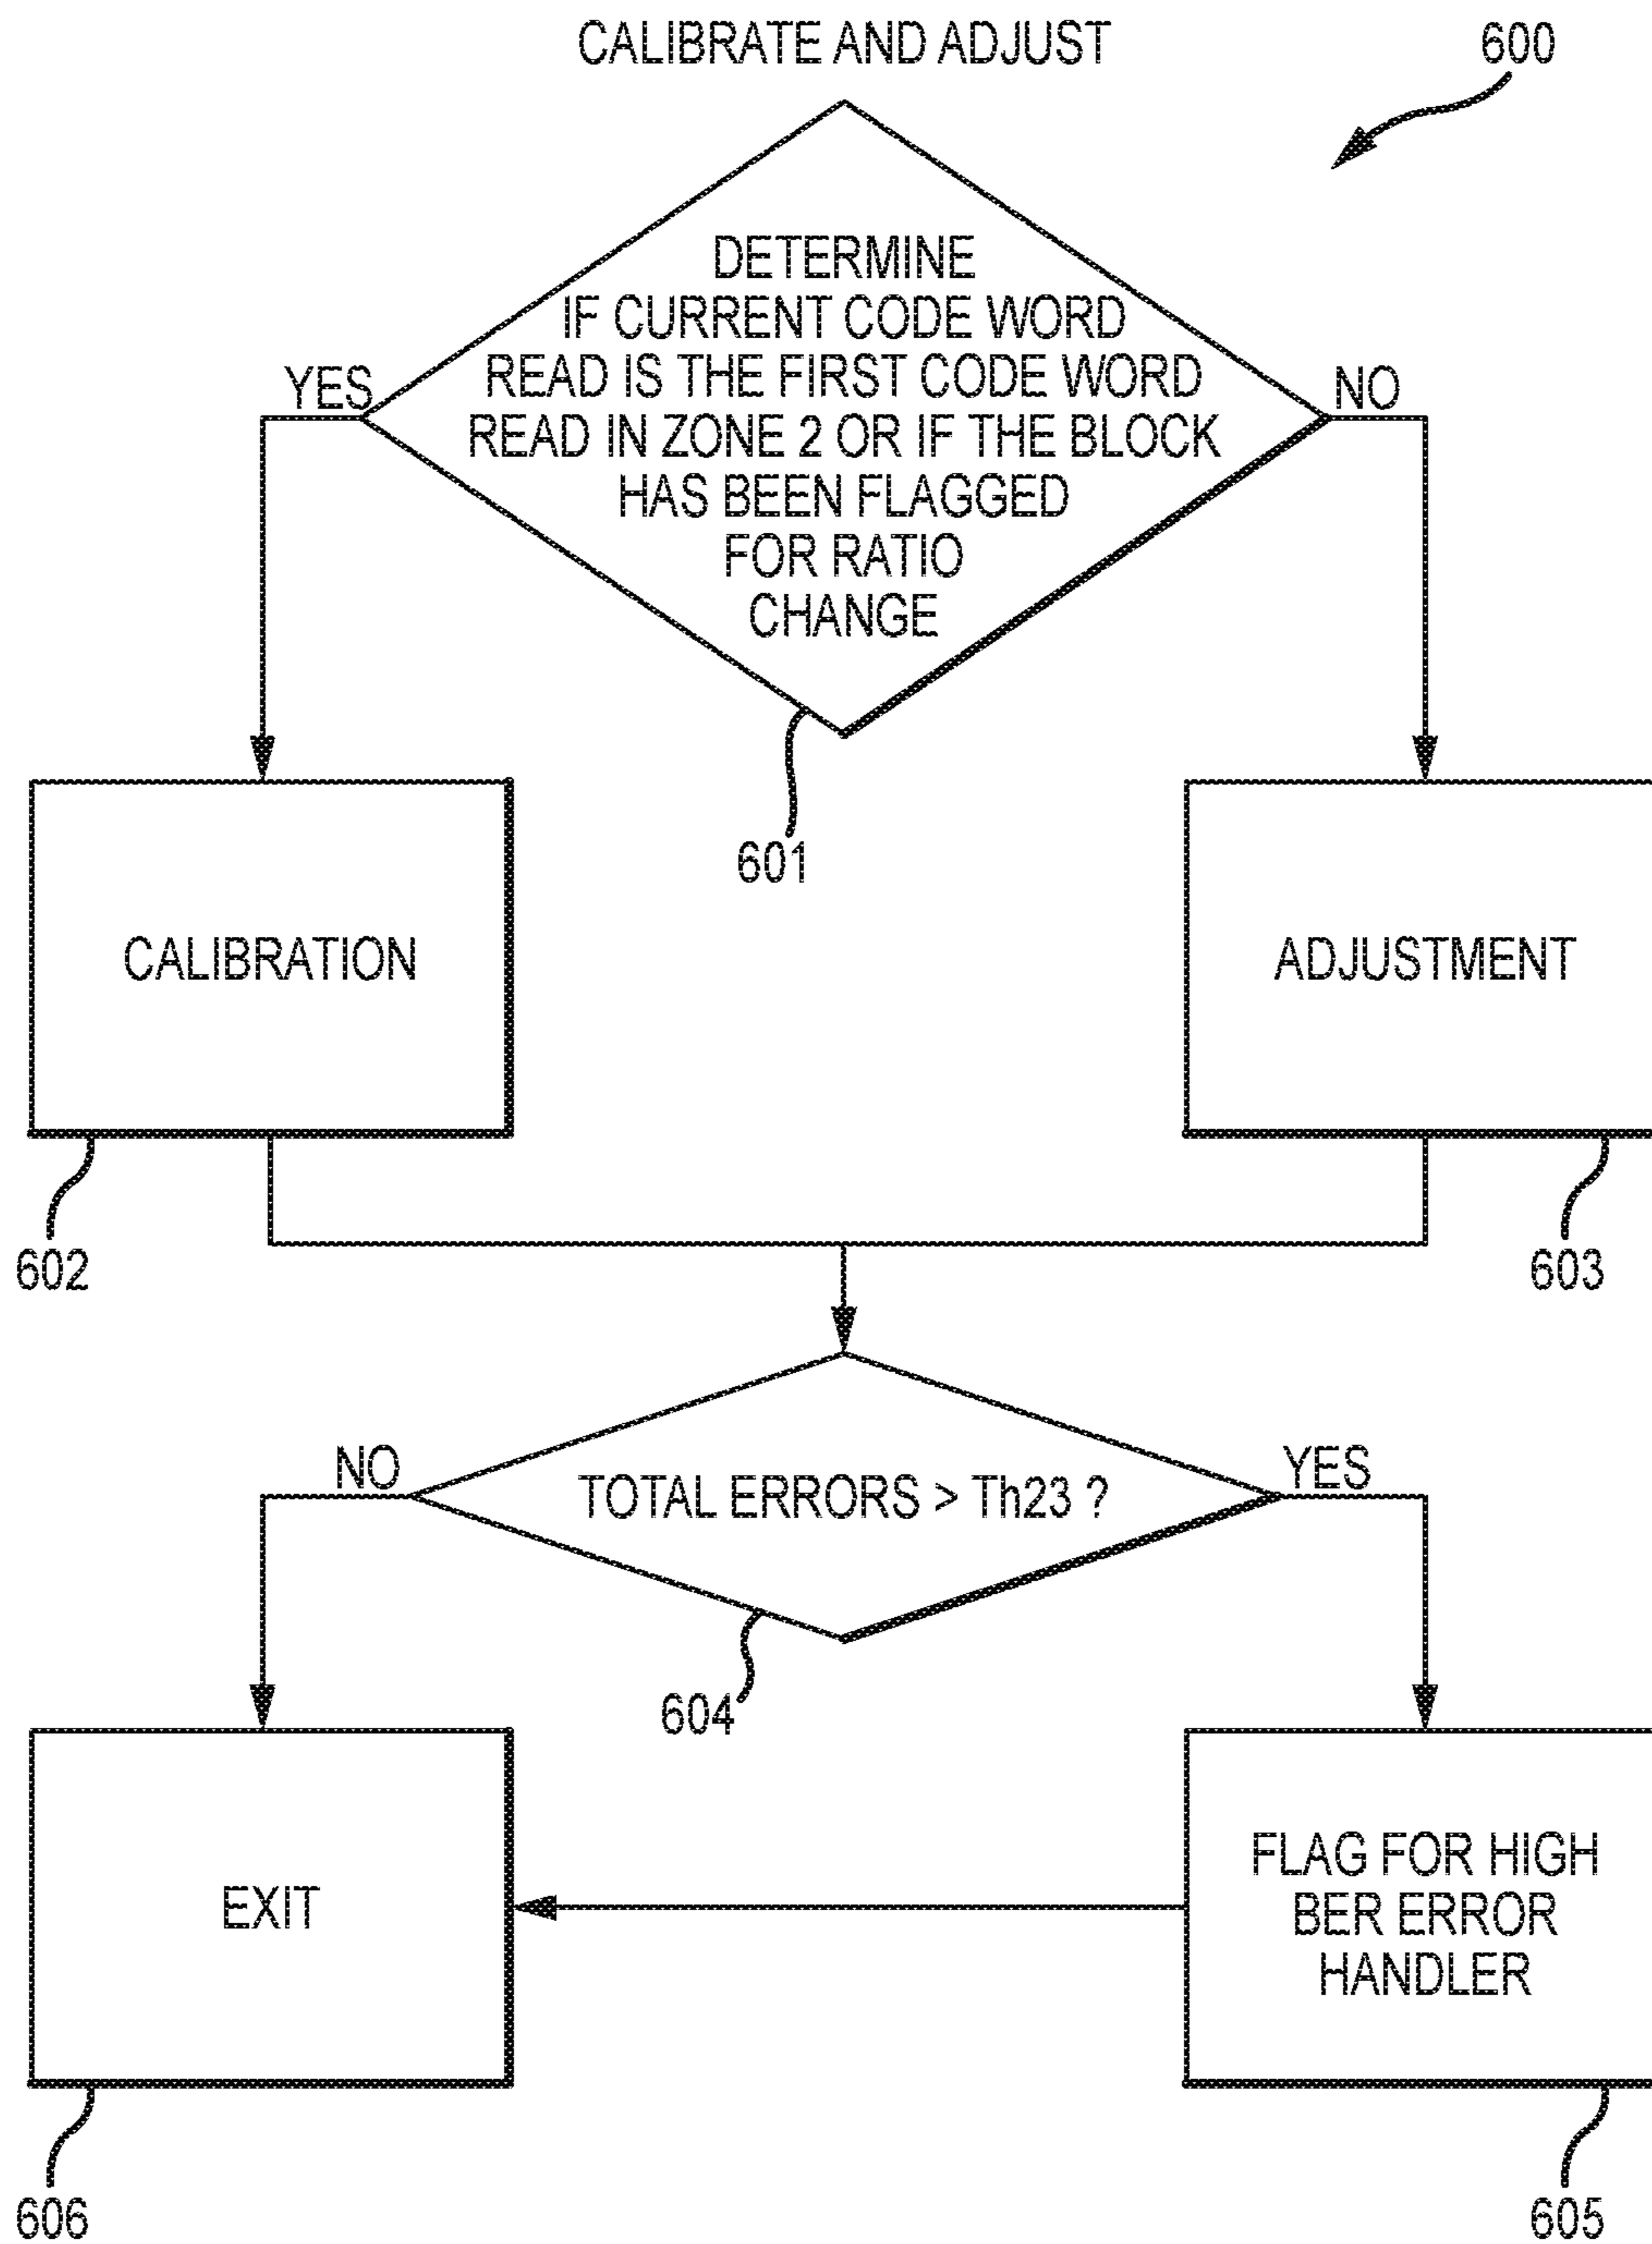 CALIBRATE AND ADJUST
600
DETERMINE
IF CURRENT CODE WORD
READ IS THE FIRST CODE WORD
READ IN ZONE 2 OR IF THE BLOCK
HAS BEEN FLAGGED
FOR RATIO
CHANGE
YES
NO
601
CALIBRATION
ADJUSTMENT
602
603
TOTAL ERRORS > Th23 ?
NO
YES
604
EXIT
FLAG FOR HIGH
BER ERROR
HANDLER
606
605